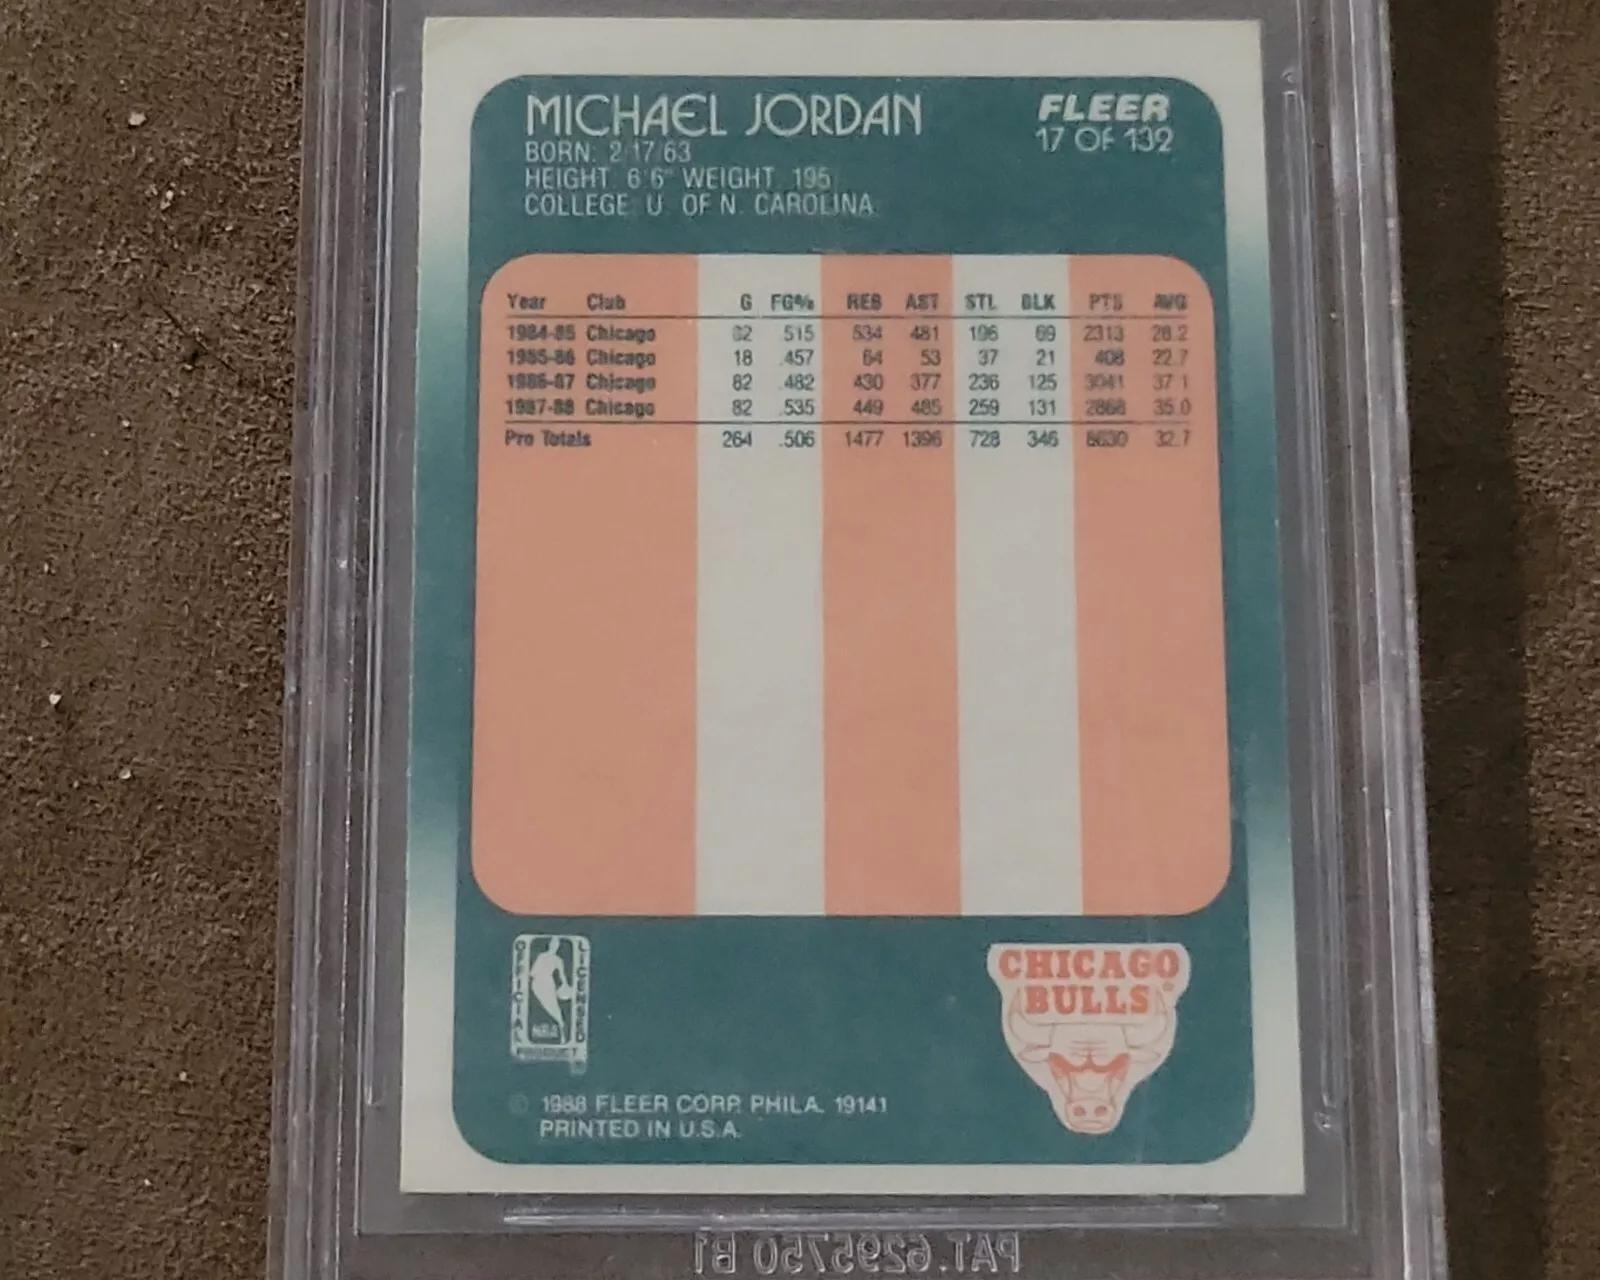 MICHAEL JORDAN
FLEER
17 OF 132
BORN: 2/17/63
HEIGHT: 6'6" WEIGHT: 195
COLLEGE: U. OF N. CAROLINA
Year Club G FG% REB AST STL BLK PTS AVG
1984-85 Chicago 82 .515 534 481 196 69 2313 28.2
1985-86 Chicago 18 .457 64 53 37 21 408 22.7
1986-87 Chicago 82 .482 430 377 236 125 3041 37.1
1987-88 Chicago 82 .535 449 485 259 131 2868 35.0
Pro Totals 264 .506 1477 1396 728 346 8630 32.7
OFFICIAL LICENSED
NBA
PRODUCT
CHICAGO
BULLS
© 1988 FLEER CORP. PHILA. 19141
PRINTED IN U.S.A.
PAT.6295750 B1